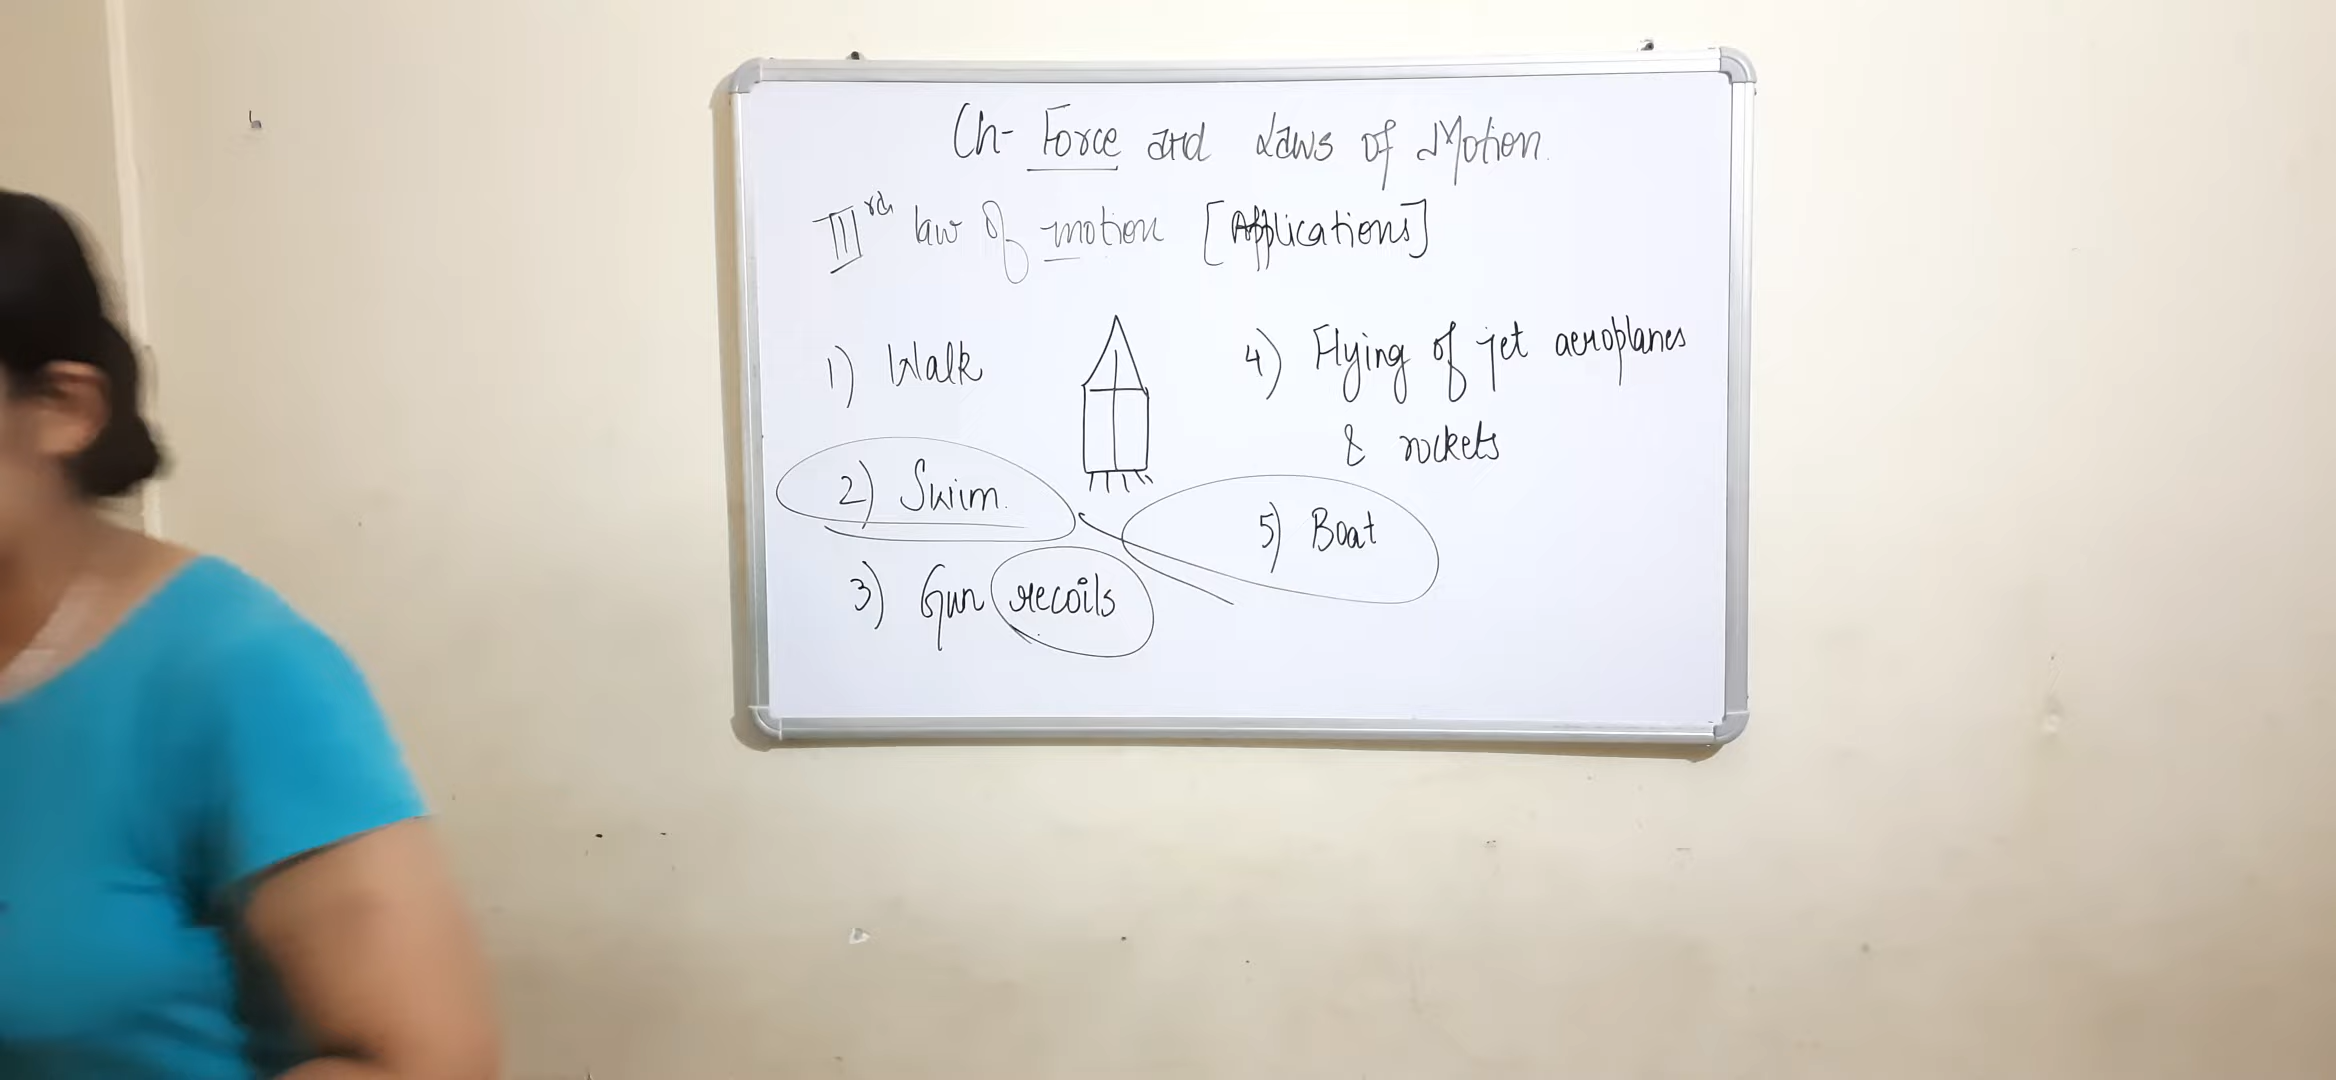 Ch- Force and Laws of Motion.
IIIrd law of motion [Applications]
1) Walk
2) Swim.
3) Gun recoils
4) Flying of jet aeroplanes
& rockets
5) Boat